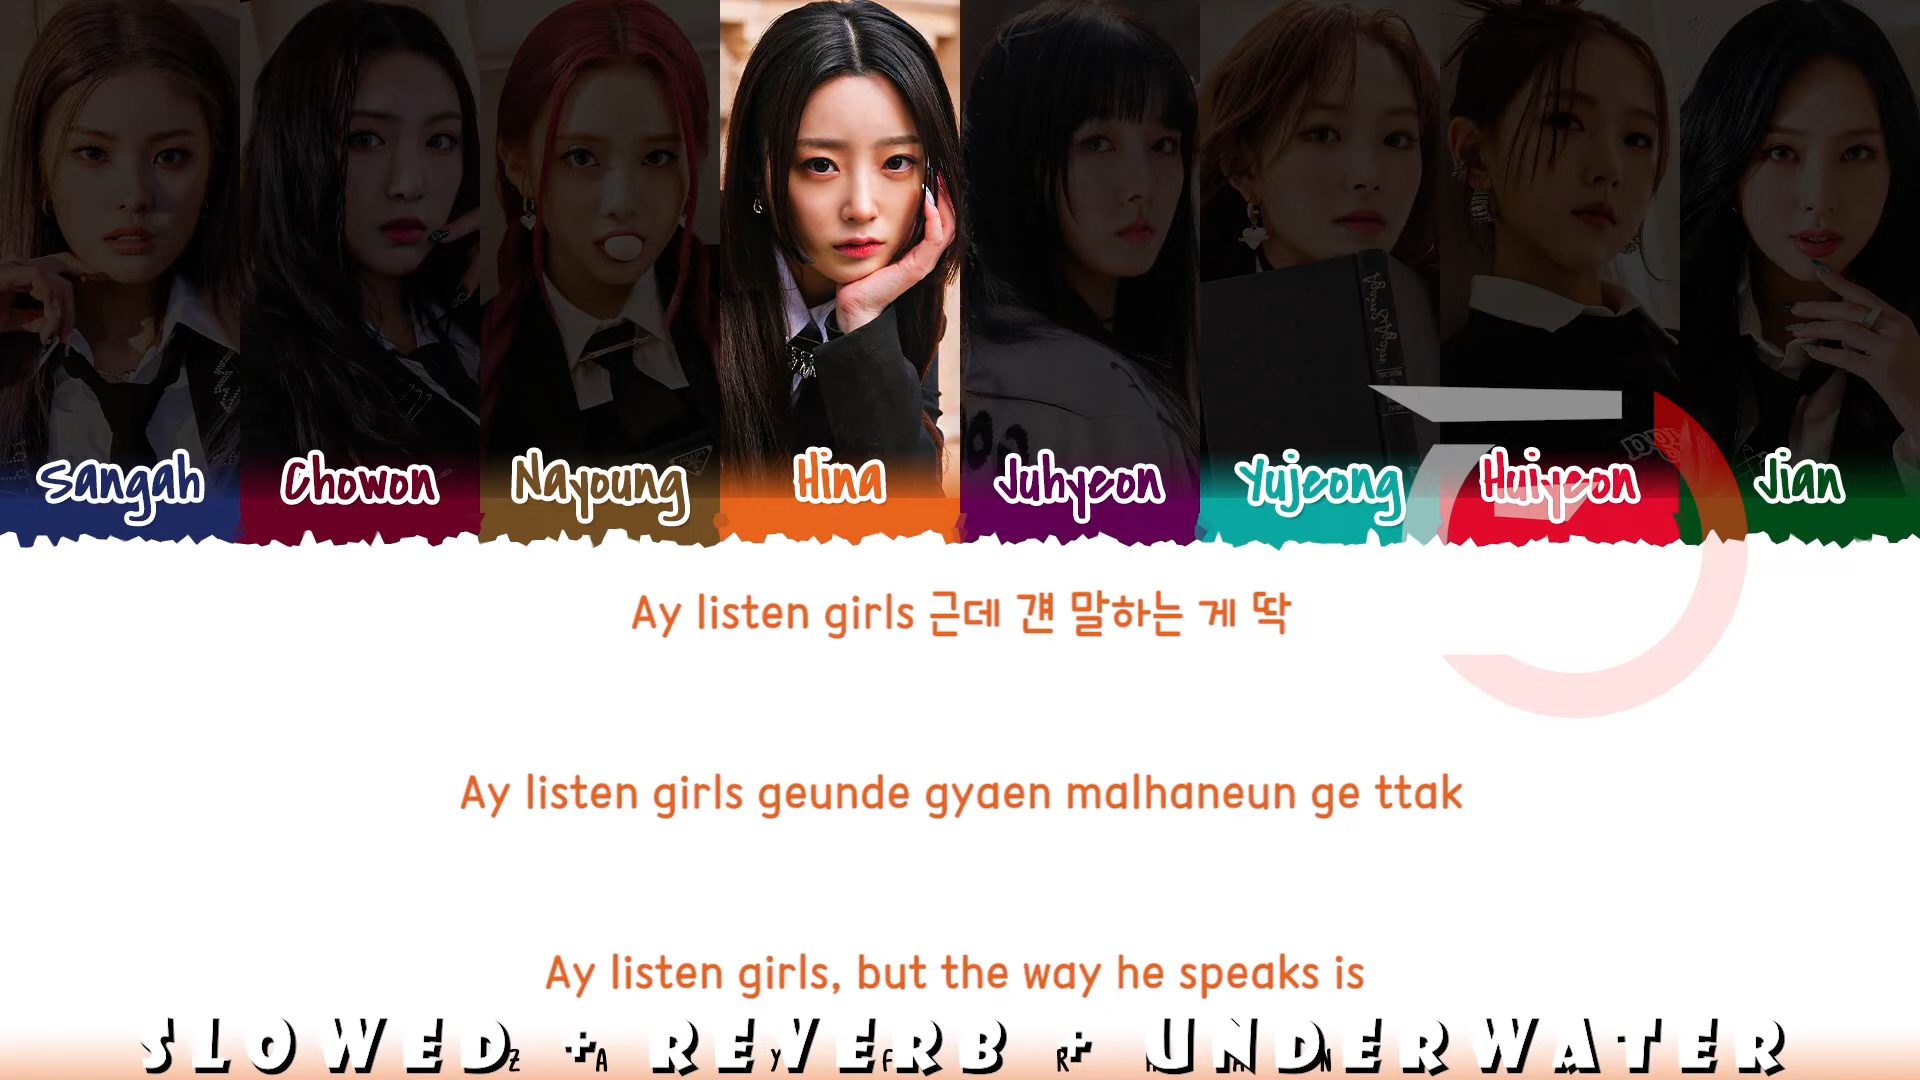 Sangah Chowon Nayoung Hina Juhyeon Yujeong Huiyeon Jian
Ay listen girls 근데 걘 말하는 게 딱
Ay listen girls geunde gyaen malhaneun ge ttak
Ay listen girls, but the way he speaks is
SLOWED + REVERB + UNDERWATER